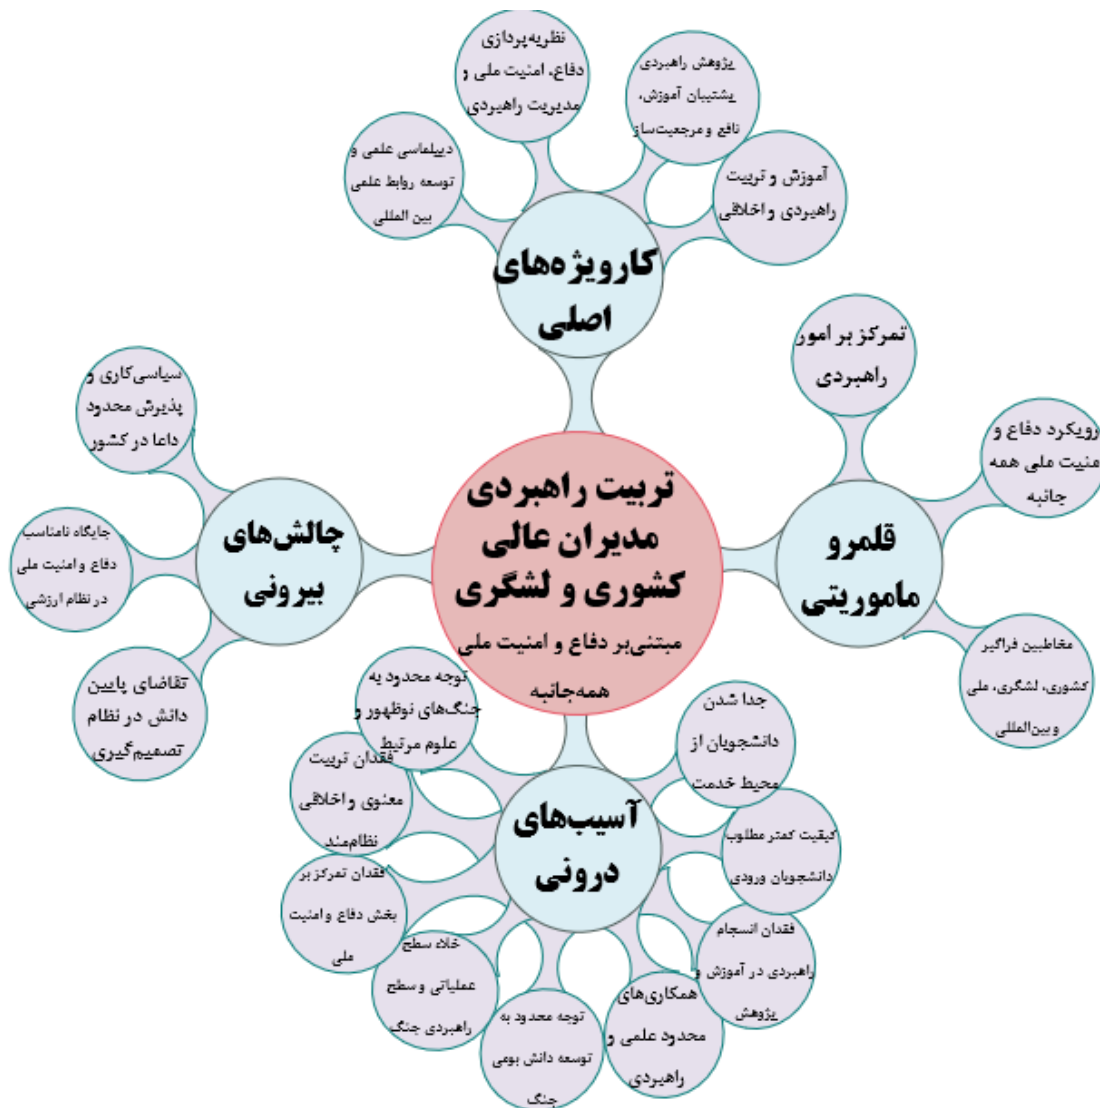 نظریه‌پردازی
دفاع، امنیت ملی و
مدیریت راهبردی
پژوهش راهبردی
پشتیبان آموزش،
نافع و مرجعیت‌ساز
دیپلماسی علمی و
توسعه روابط علمی
بین المللی
آموزش و تربیت
راهبردی و اخلاقی
کارویژه‌های
اصلی
تمرکز بر امور
راهبردی
رویکرد دفاع و
منیت ملی همه
جانبه
قلمرو
ماموریتی
مخاطبین فراگیر
کشوری، لشگری، ملی
و بین‌المللی
سیاسی‌کاری و
پذیرش محدود
داعا در کشور
چالش‌های
بیرونی
جایگاه نامناسب
دفاع و امنیت ملی
در نظام ارزشی
تقاضای پایین
دانش در نظام
تصمیم‌گیری
تربیت راهبردی
مدیران عالی
کشوری و لشگری
مبتنی‌بر دفاع و امنیت ملی
همه‌جانبه
آسیب‌های
درونی
جدا شدن
دانشجویان از
محیط خدمت
کیفیت کمتر مطلوب
دانشجویان ورودی
فقدان انسجام
راهبردی در آموزش و
پژوهش
همکاری‌های
محدود علمی و
راهبردی
توجه محدود به
توسعه دانش بومی
جنگ
خلاء سطح
عملیاتی و سطح
راهبردی جنگ
فقدان تمرکز بر
بخش دفاع و امنیت
ملی
فقدان تربیت
معنوی و اخلاقی
نظام‌مند
توجه محدود به
جنگ‌های نوظهور و
علوم مرتبط